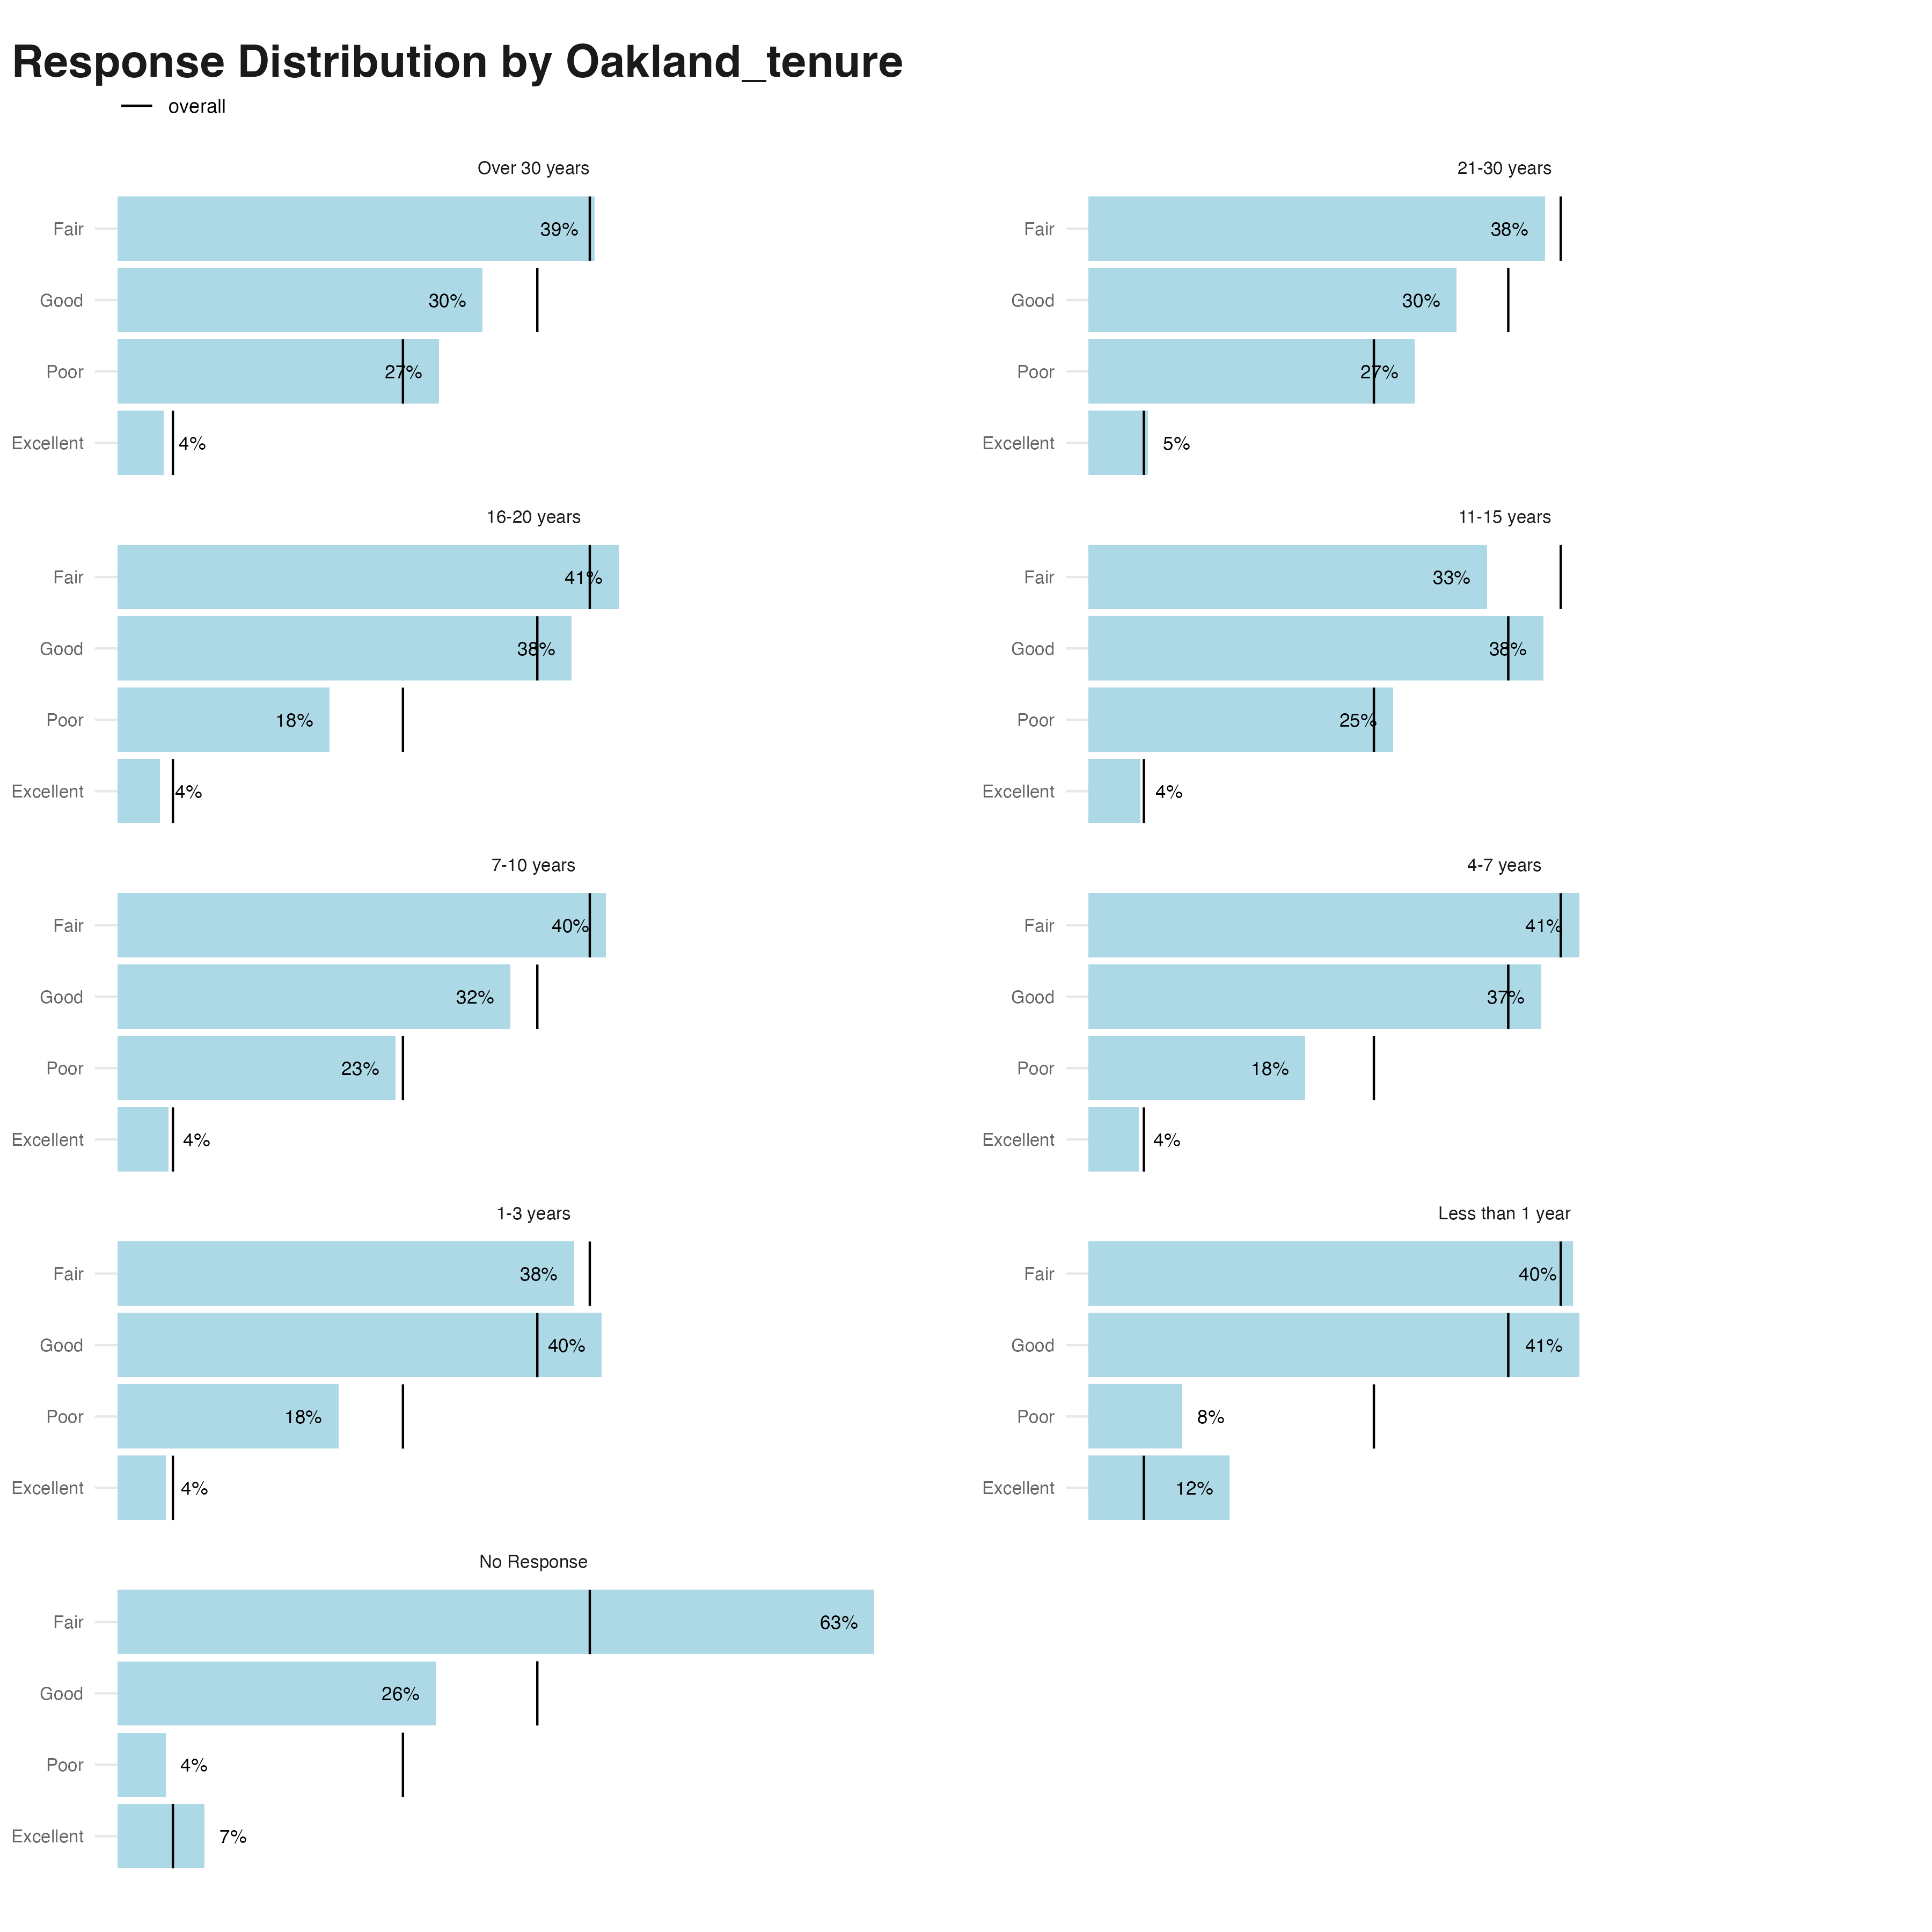 Response Distribution by Oakland_tenure
overall
Over 30 years
Fair 39%
Good 30%
Poor 27%
Excellent 4%
21-30 years
Fair 38%
Good 30%
Poor 27%
Excellent 5%
16-20 years
Fair 41%
Good 38%
Poor 18%
Excellent 4%
11-15 years
Fair 33%
Good 38%
Poor 25%
Excellent 4%
7-10 years
Fair 40%
Good 32%
Poor 23%
Excellent 4%
4-7 years
Fair 41%
Good 37%
Poor 18%
Excellent 4%
1-3 years
Fair 38%
Good 40%
Poor 18%
Excellent 4%
Less than 1 year
Fair 40%
Good 41%
Poor 8%
Excellent 12%
No Response
Fair 63%
Good 26%
Poor 4%
Excellent 7%